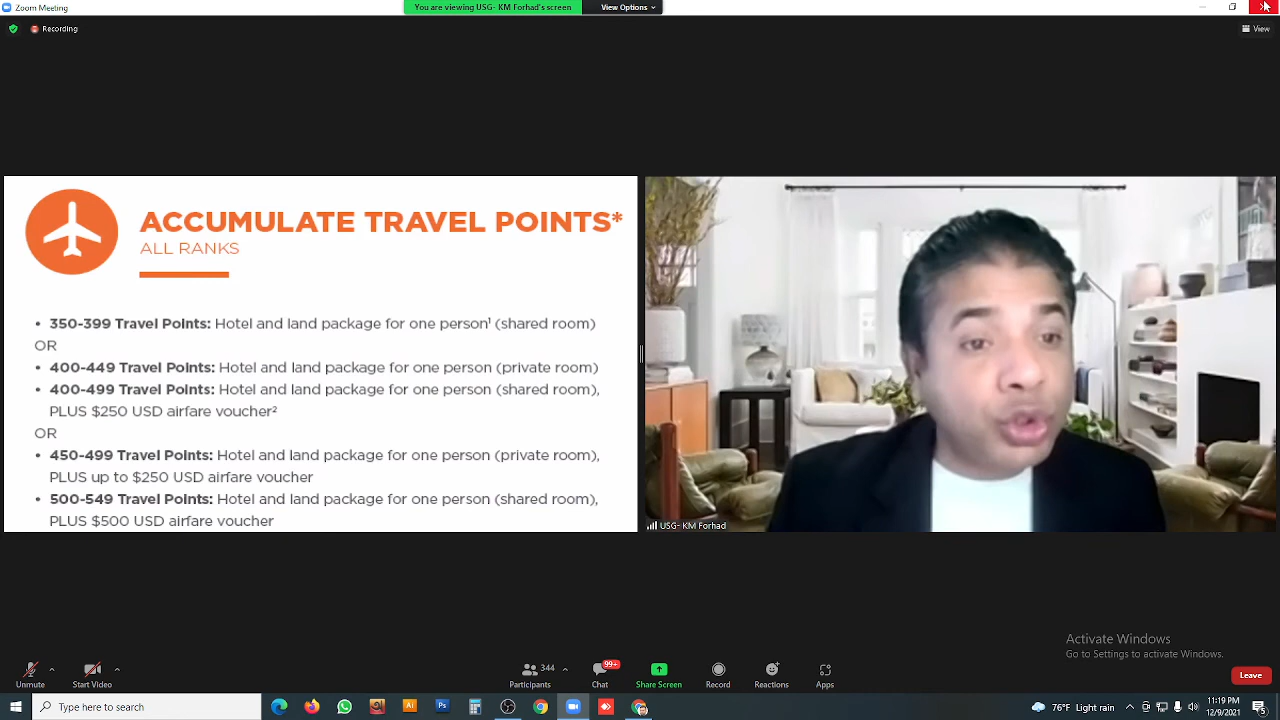 Zoom Meeting
You are viewing USG- KM Forhad's screen
View Options
Recording
View
ACCUMULATE TRAVEL POINTS*
ALL RANKS
• 350-399 Travel Points: Hotel and land package for one person¹ (shared room)
OR
• 400-449 Travel Points: Hotel and land package for one person (private room)
• 400-499 Travel Points: Hotel and land package for one person (shared room),
PLUS $250 USD airfare voucher²
OR
• 450-499 Travel Points: Hotel and land package for one person (private room),
PLUS up to $250 USD airfare voucher
• 500-549 Travel Points: Hotel and land package for one person (shared room),
PLUS $500 USD airfare voucher
USG- KM Forhad
Activate Windows
Go to Settings to activate Windows.
99+
344
Unmute
Start Video
Participants
Chat
Share Screen
Record
Reactions
Apps
Leave
Type here to search
Ai
Ps
76°F Light rain
11:19 PM
12/9/2021